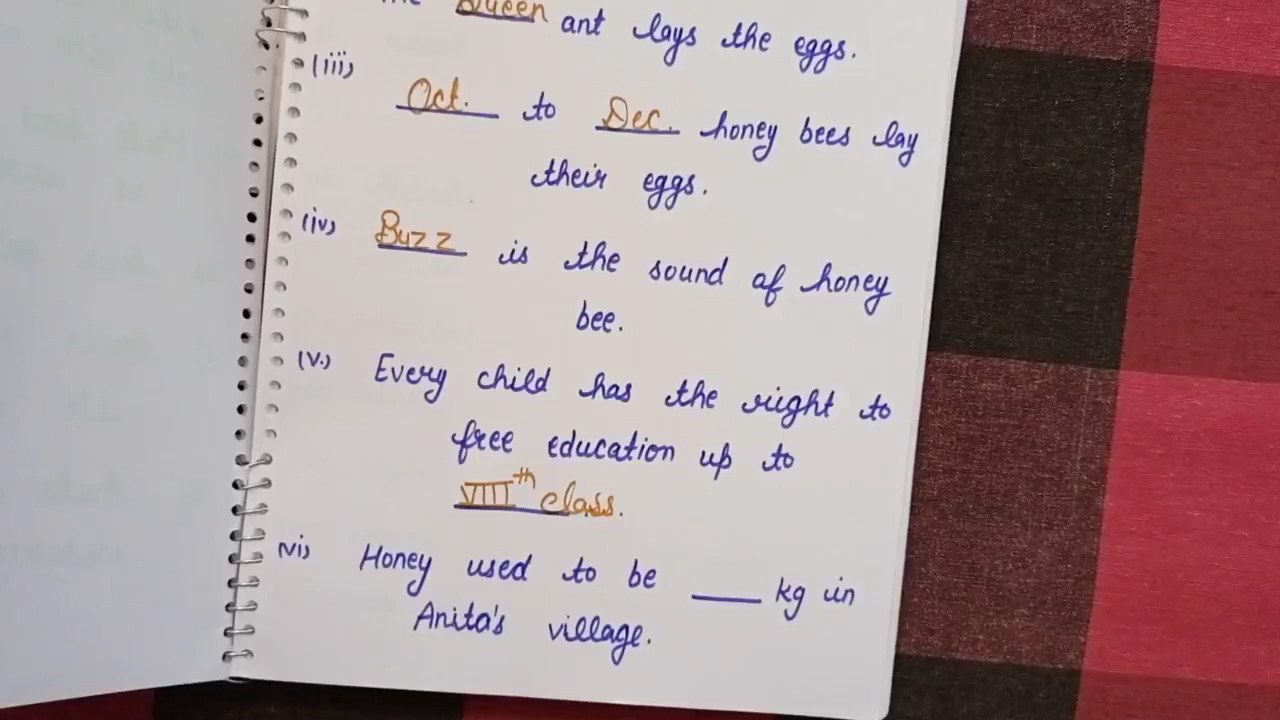 Queen ant lays the eggs.
(iii)
Oct. to Dec. honey bees lay
their eggs.
(iv) Buzz is the sound of honey
bee.
(v.) Every child has the right to
free education up to
VIIIth class.
vi) Honey used to be ___ kg in
Anita's village.